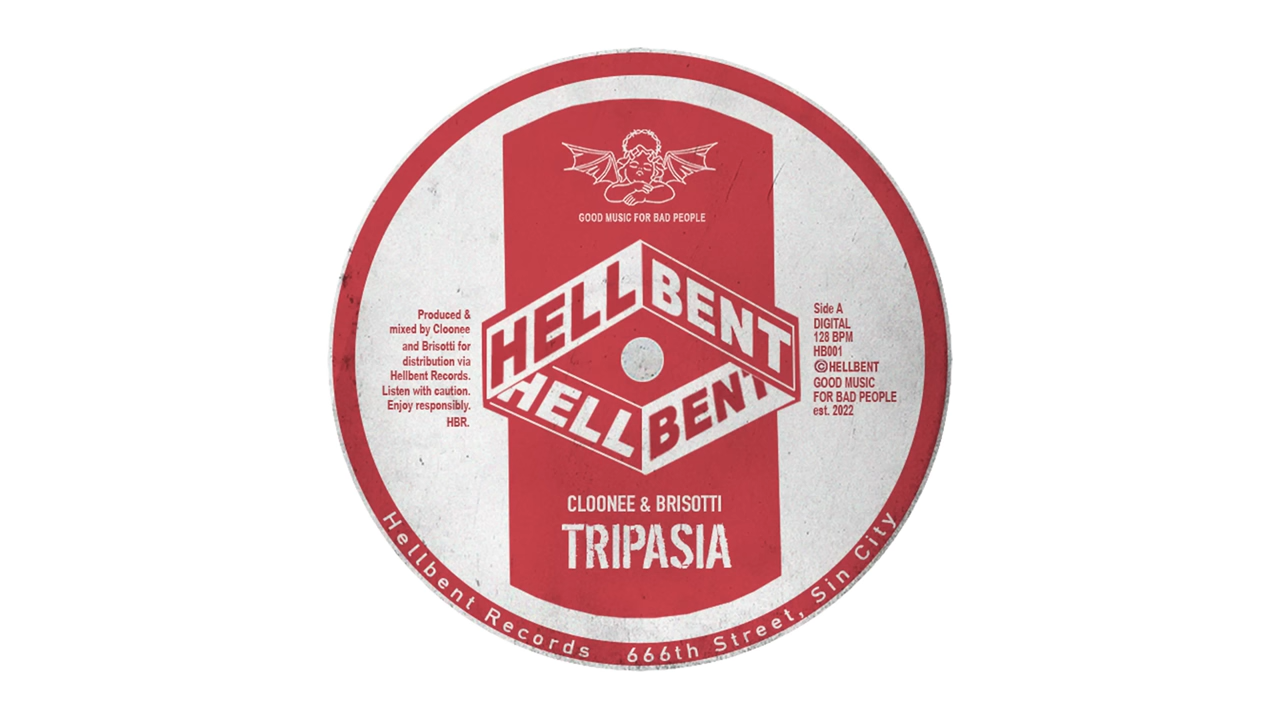 GOOD MUSIC FOR BAD PEOPLE
HELL BENT
HELL BENT
Produced &
mixed by Cloonee
and Brisotti for
distribution via
Hellbent Records.
Listen with caution.
Enjoy responsibly.
HBR.
Side A
DIGITAL
128 BPM
HB001
©HELLBENT
GOOD MUSIC
FOR BAD PEOPLE
est. 2022
CLOONEE & BRISOTTI
TRIPASIA
Hellbent Records 666th Street, Sin City